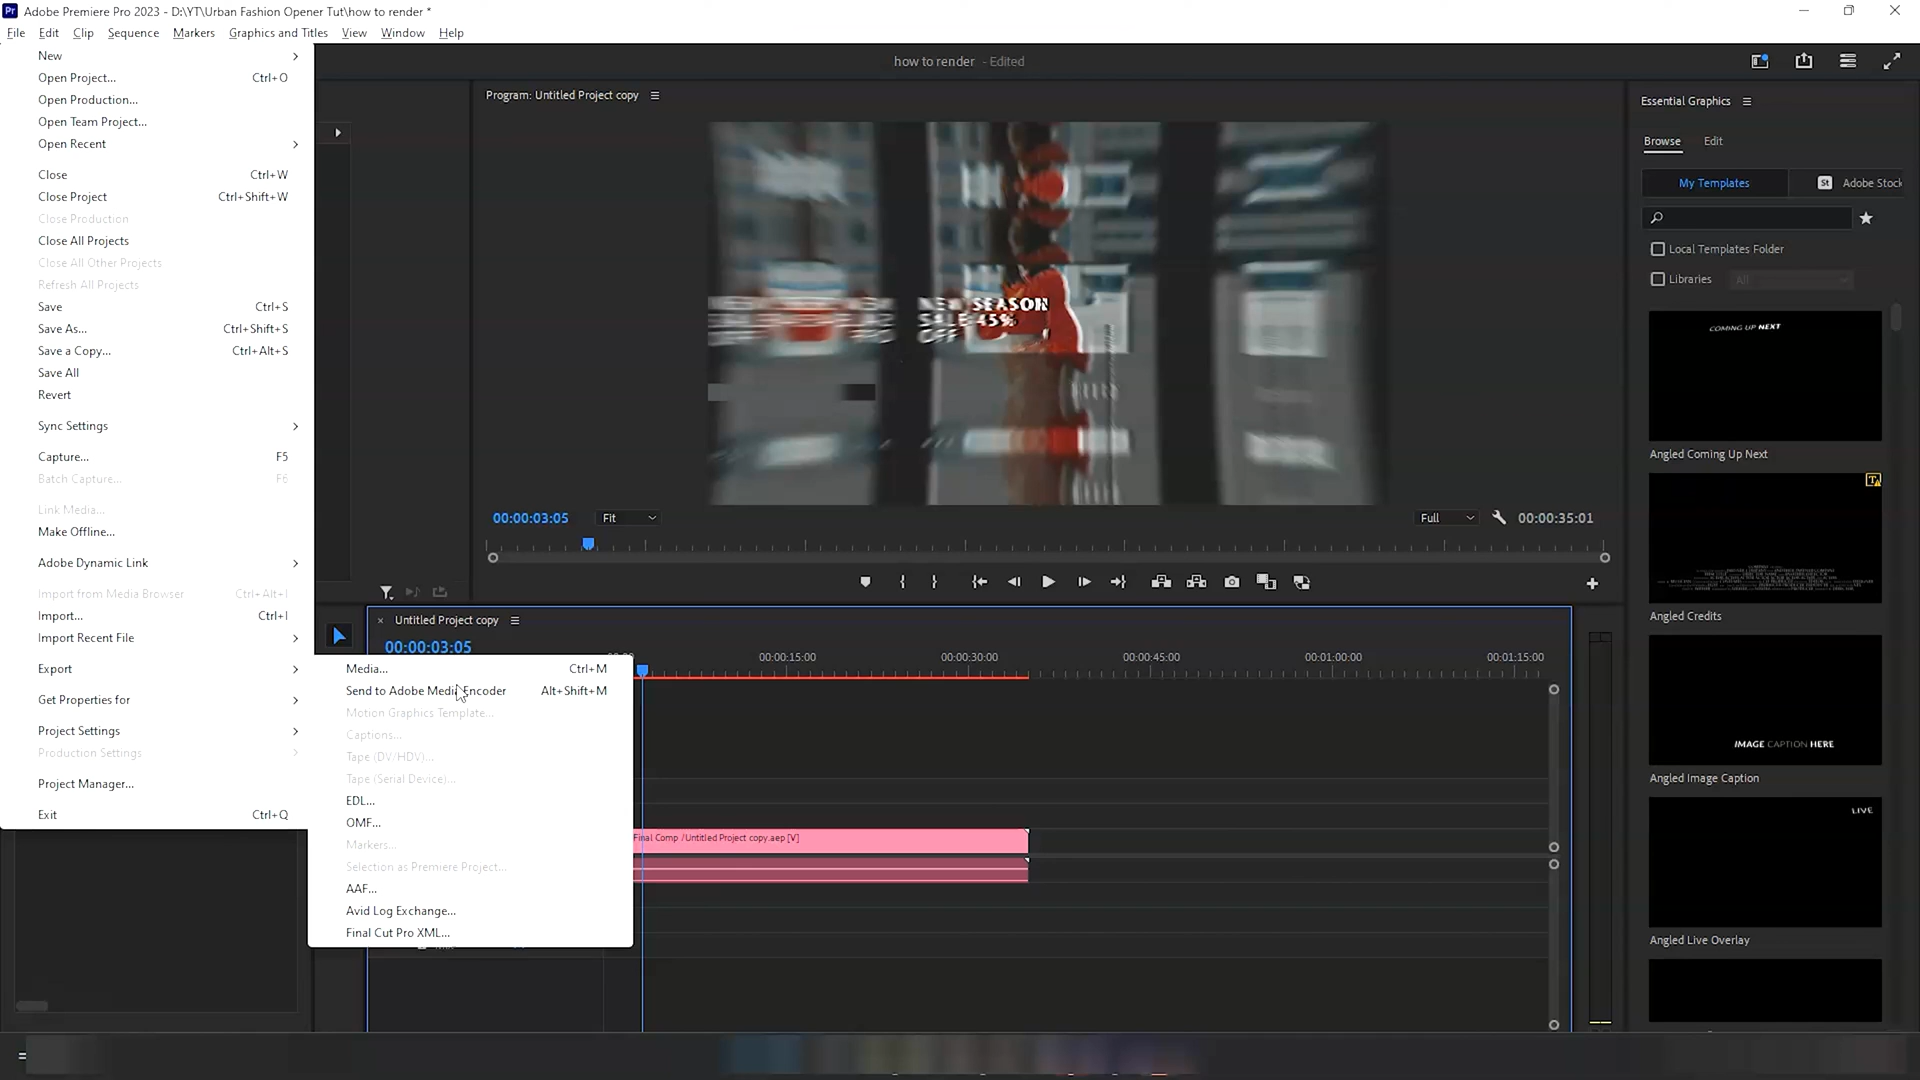 Pr Adobe Premiere Pro 2023 - D:\YT\Urban Fashion Opener Tut\how to render *
File Edit Clip Sequence Markers Graphics and Titles View Window Help
New
Open Project... Ctrl+O
Open Production...
Open Team Project...
Open Recent
Close Ctrl+W
Close Project Ctrl+Shift+W
Close Production
Close All Projects
Close All Other Projects
Refresh All Projects
Save Ctrl+S
Save As... Ctrl+Shift+S
Save a Copy... Ctrl+Alt+S
Save All
Revert
Sync Settings
Capture... F5
Batch Capture... F6
Link Media...
Make Offline...
Adobe Dynamic Link
Import from Media Browser Ctrl+Alt+I
Import... Ctrl+I
Import Recent File
Export
Get Properties for
Project Settings
Production Settings
Project Manager...
Exit Ctrl+Q
Media... Ctrl+M
Send to Adobe Media Encoder Alt+Shift+M
Motion Graphics Template...
Captions...
Tape (DV/HDV)...
Tape (Serial Device)...
EDL...
OMF...
Markers...
Selection as Premiere Project...
AAF...
Avid Log Exchange...
Final Cut Pro XML...
how to render - Edited
Program: Untitled Project copy
NEW SEASON
SALE 45%
OFF
00:00:03:05 Fit Full 00:00:35:01
Untitled Project copy
00:00:03:05
00:00:15:00 00:00:30:00 00:00:45:00 00:01:00:00 00:01:15:00
Final Comp /Untitled Project copy.aep [V]
Essential Graphics
Browse Edit
My Templates St Adobe Stock
Local Templates Folder
Libraries All
COMING UP NEXT
Angled Coming Up Next
Angled Credits
IMAGE CAPTION HERE
Angled Image Caption
LIVE
Angled Live Overlay